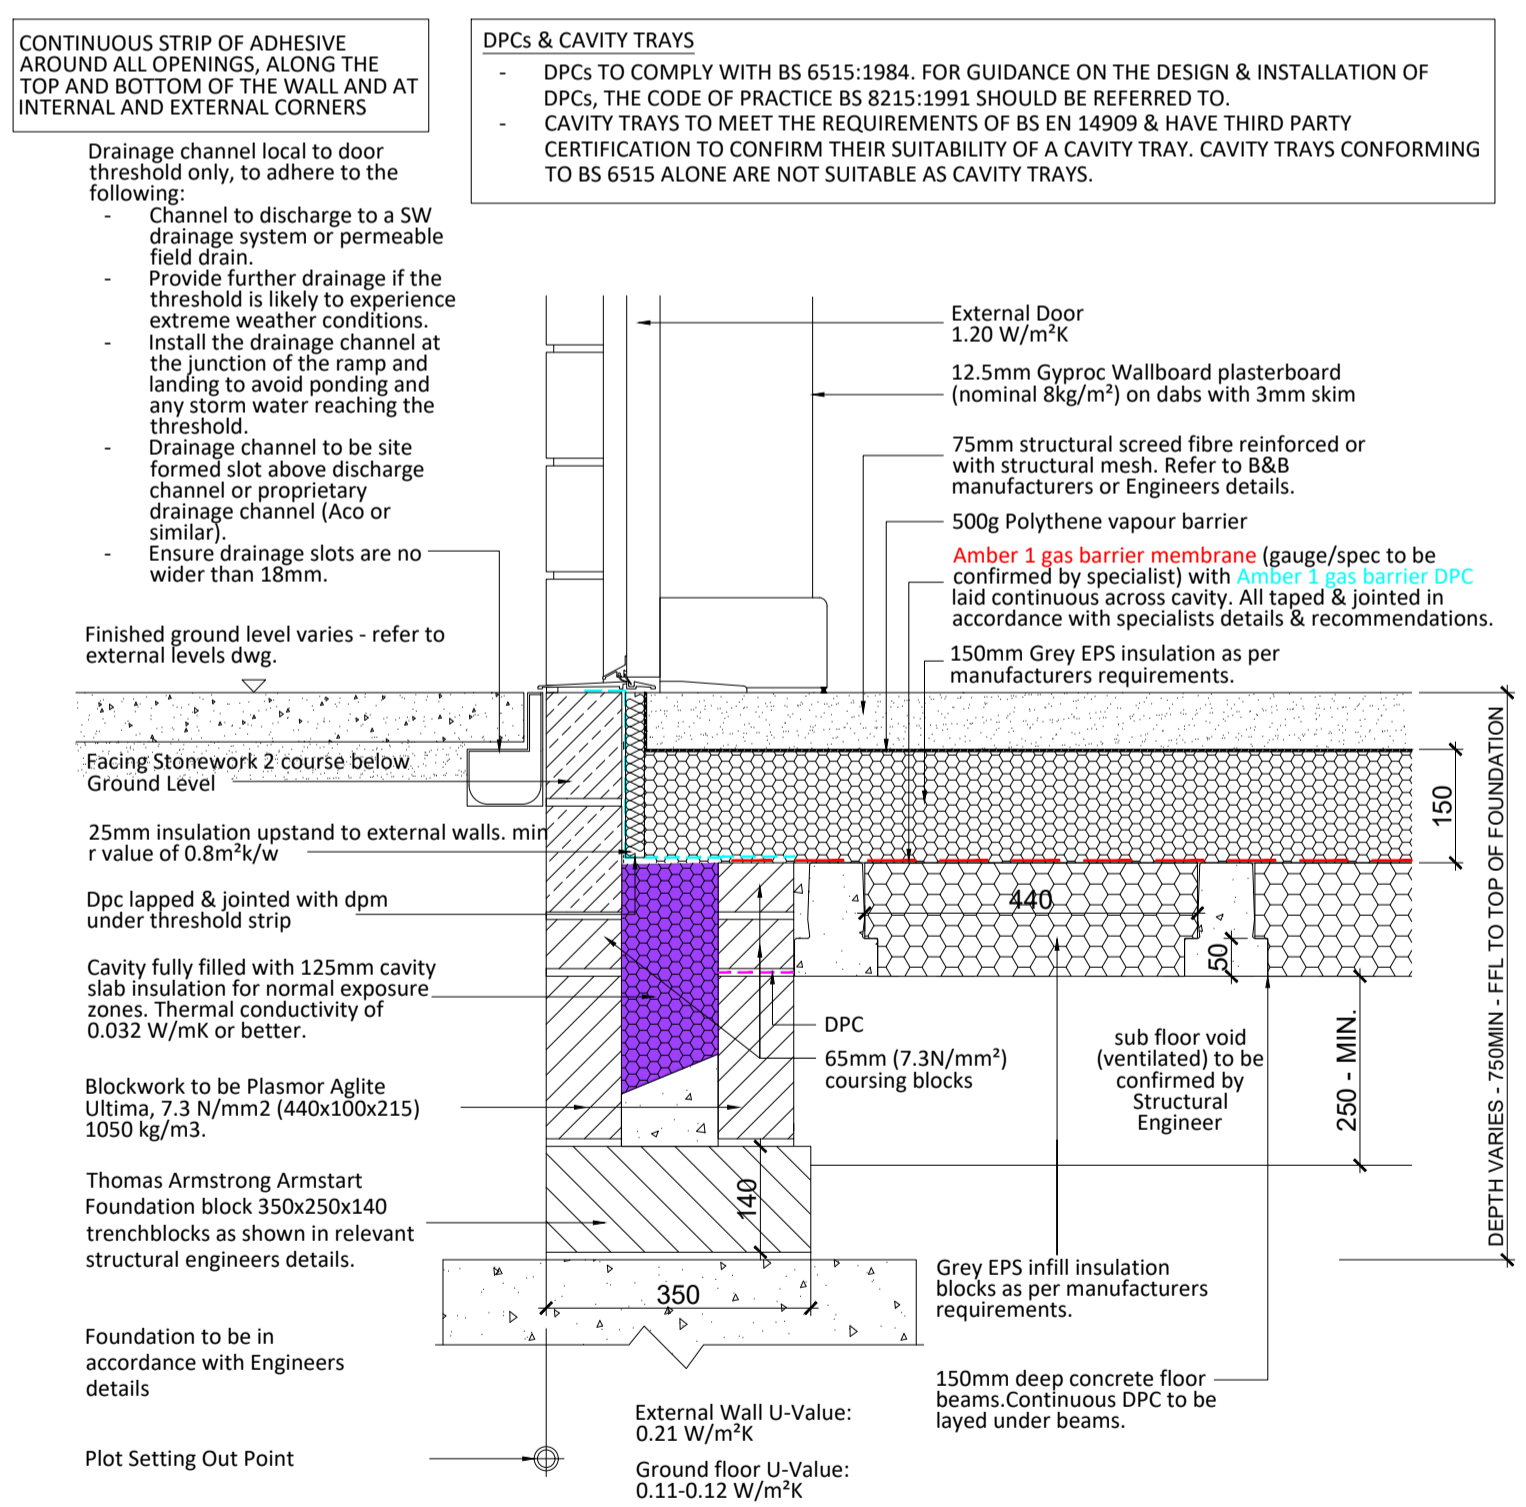 CONTINUOUS STRIP OF ADHESIVE
AROUND ALL OPENINGS, ALONG THE
TOP AND BOTTOM OF THE WALL AND AT
INTERNAL AND EXTERNAL CORNERS
DPCs & CAVITY TRAYS
- DPCs TO COMPLY WITH BS 6515:1984. FOR GUIDANCE ON THE DESIGN & INSTALLATION OF
DPCs, THE CODE OF PRACTICE BS 8215:1991 SHOULD BE REFERRED TO.
- CAVITY TRAYS TO MEET THE REQUIREMENTS OF BS EN 14909 & HAVE THIRD PARTY
CERTIFICATION TO CONFIRM THEIR SUITABILITY OF A CAVITY TRAY. CAVITY TRAYS CONFORMING
TO BS 6515 ALONE ARE NOT SUITABLE AS CAVITY TRAYS.
Drainage channel local to door
threshold only, to adhere to the
following:
- Channel to discharge to a SW
drainage system or permeable
field drain.
- Provide further drainage if the
threshold is likely to experience
extreme weather conditions.
- Install the drainage channel at
the junction of the ramp and
landing to avoid ponding and
any storm water reaching the
threshold.
- Drainage channel to be site
formed slot above discharge
channel or proprietary
drainage channel (Aco or
similar).
- Ensure drainage slots are no
wider than 18mm.
Finished ground level varies - refer to
external levels dwg.
Facing Stonework 2 course below
Ground Level
25mm insulation upstand to external walls. min
r value of 0.8m²k/w
Dpc lapped & jointed with dpm
under threshold strip
Cavity fully filled with 125mm cavity
slab insulation for normal exposure
zones. Thermal conductivity of
0.032 W/mK or better.
Blockwork to be Plasmor Aglite
Ultima, 7.3 N/mm2 (440x100x215)
1050 kg/m3.
Thomas Armstrong Armstart
Foundation block 350x250x140
trenchblocks as shown in relevant
structural engineers details.
Foundation to be in
accordance with Engineers
details
Plot Setting Out Point
External Door
1.20 W/m²K
12.5mm Gyproc Wallboard plasterboard
(nominal 8kg/m²) on dabs with 3mm skim
75mm structural screed fibre reinforced or
with structural mesh. Refer to B&B
manufacturers or Engineers details.
500g Polythene vapour barrier
Amber 1 gas barrier membrane (gauge/spec to be
confirmed by specialist) with Amber 1 gas barrier DPC
laid continuous across cavity. All taped & jointed in
accordance with specialists details & recommendations.
150mm Grey EPS insulation as per
manufacturers requirements.
150
440
50
DPC
65mm (7.3N/mm²)
coursing blocks
sub floor void
(ventilated) to be
confirmed by
Structural
Engineer
250 - MIN.
DEPTH VARIES - 750MIN - FFL TO TOP OF FOUNDATION
140
350
Grey EPS infill insulation
blocks as per manufacturers
requirements.
150mm deep concrete floor
beams.Continuous DPC to be
layed under beams.
External Wall U-Value:
0.21 W/m²K
Ground floor U-Value:
0.11-0.12 W/m²K